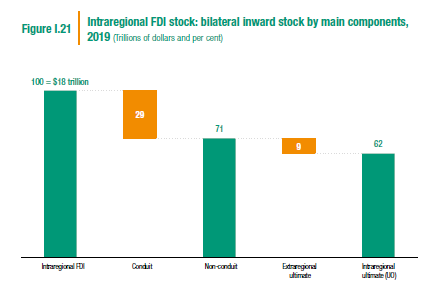 Figure I.21
Intraregional FDI stock: bilateral inward stock by main components,
2019 (Trillions of dollars and per cent)
100 = $18 trillion
29
71
9
62
Intraregional FDI
Conduit
Non-conduit
Extraregional
ultimate
Intraregional
ultimate (UO)